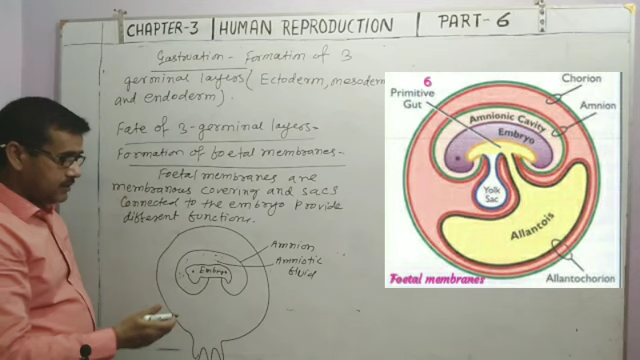 CHAPTER-3 HUMAN REPRODUCTION PART-6
Gastrulation - Formation of 3
germinal layers (Ectoderm, mesoderm
and endoderm).
Fate of 3-germinal layers-
Formation of foetal membranes-
Foetal membranes are
membranous covering and sacs
Connected to the embryo Provide
different functions.
Amnion
Amniotic
fluid
Embryo
6
Chorion
Primitive
Gut
Amnion
Amnionic Cavity
Embryo
Yolk
Sac
Allantois
Allantochorion
Foetal membranes